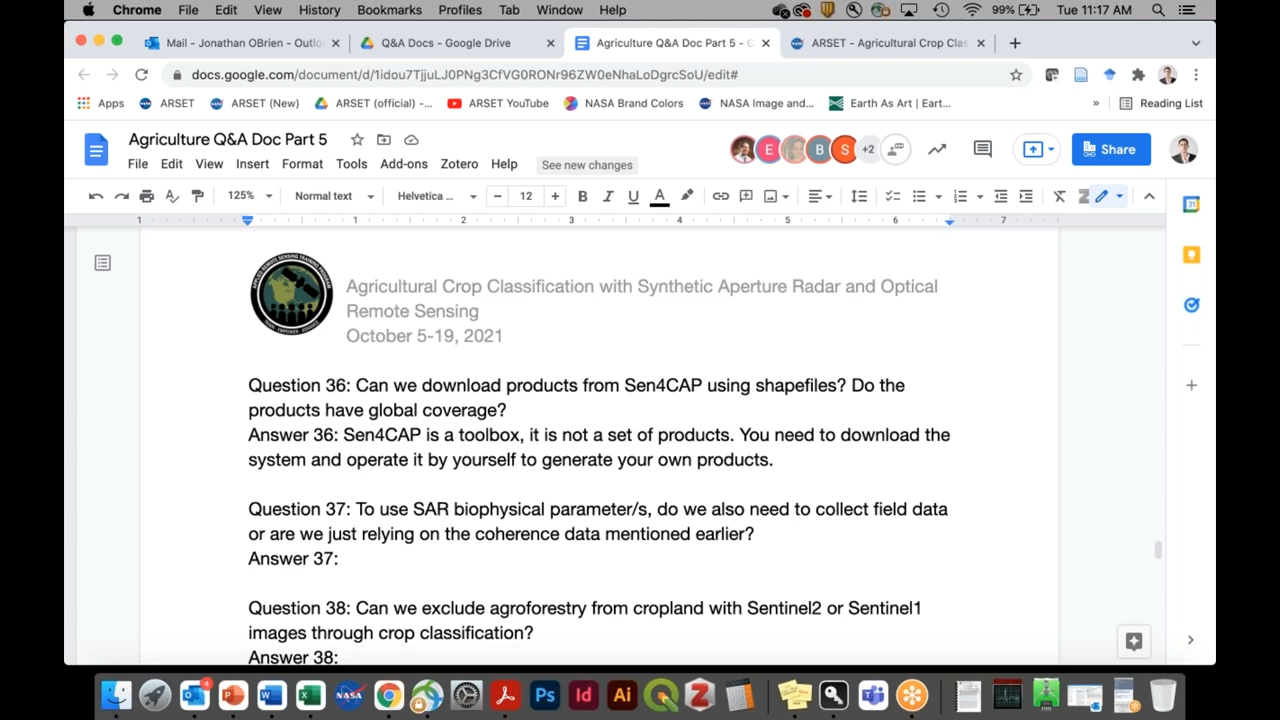 Chrome File Edit View History Bookmarks Profiles Tab Window Help 99% Tue 11:17 AM
Mail - Jonathan OBrien - Outlo Q&A Docs - Google Drive Agriculture Q&A Doc Part 5 - G ARSET - Agricultural Crop Clas
docs.google.com/document/d/1idou7TjjuLJ0PNg3CfVG0RONr96ZW0eNhaLoDgrcSoU/edit#
Apps ARSET ARSET (New) ARSET (official) -... ARSET YouTube NASA Brand Colors NASA Image and... Earth As Art | Eart... » Reading List
Agriculture Q&A Doc Part 5
E B S +2 Share
File Edit View Insert Format Tools Add-ons Zotero Help See new changes
125% Normal text Helvetica ... 12 B I U A
1 1 2 3 4 5 6 7
Agricultural Crop Classification with Synthetic Aperture Radar and Optical
Remote Sensing
October 5-19, 2021
Question 36: Can we download products from Sen4CAP using shapefiles? Do the
products have global coverage?
Answer 36: Sen4CAP is a toolbox, it is not a set of products. You need to download the
system and operate it by yourself to generate your own products.
Question 37: To use SAR biophysical parameter/s, do we also need to collect field data
or are we just relying on the coherence data mentioned earlier?
Answer 37:
Question 38: Can we exclude agroforestry from cropland with Sentinel2 or Sentinel1
images through crop classification?
Answer 38: